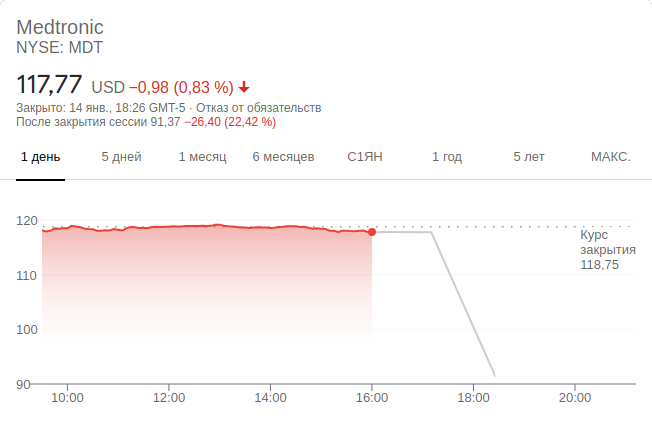 Medtronic
NYSE: MDT
117,77 USD −0,98 (0,83 %)
Закрыто: 14 янв., 18:26 GMT-5 · Отказ от обязательств
После закрытия сессии 91,37 −26,40 (22,42 %)
1 день 5 дней 1 месяц 6 месяцев С1ЯН 1 год 5 лет МАКС.
120
Курс
закрытия
118,75
110
100
90
10:00 12:00 14:00 16:00 18:00 20:00